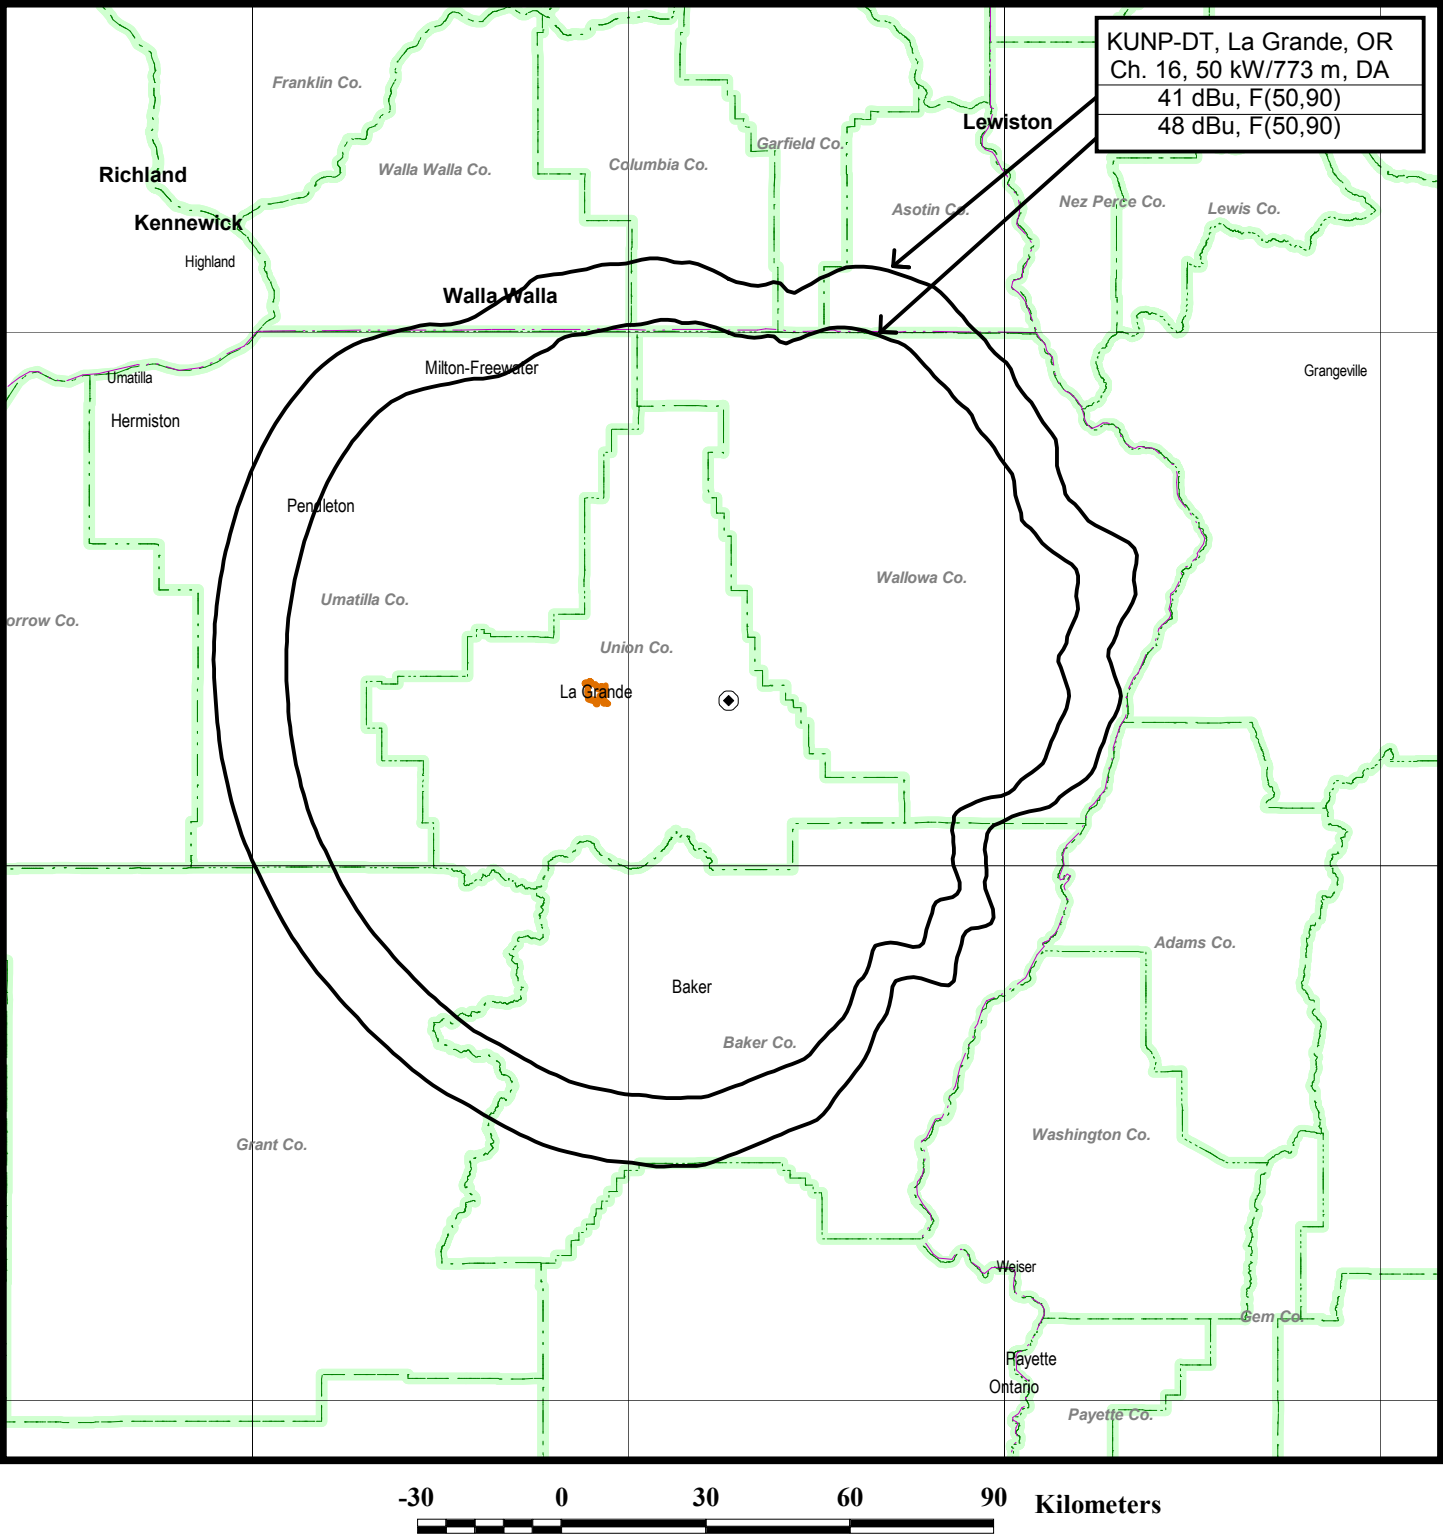 KUNP-DT, La Grande, OR
Ch. 16, 50 kW/773 m, DA
41 dBu, F(50,90)
48 dBu, F(50,90)
Franklin Co.
Lewiston
Garfield Co.
Walla Walla Co.
Columbia Co.
Richland
Asotin Co.
Nez Perce Co.
Lewis Co.
Kennewick
Highland
Walla Walla
Umatilla
Milton-Freewater
Grangeville
Hermiston
Pendleton
Wallowa Co.
Umatilla Co.
orrow Co.
Union Co.
La Grande
Adams Co.
Baker
Baker Co.
Washington Co.
Grant Co.
Weiser
Gem Co.
Payette
Ontario
Payette Co.
-30 0 30 60 90 Kilometers